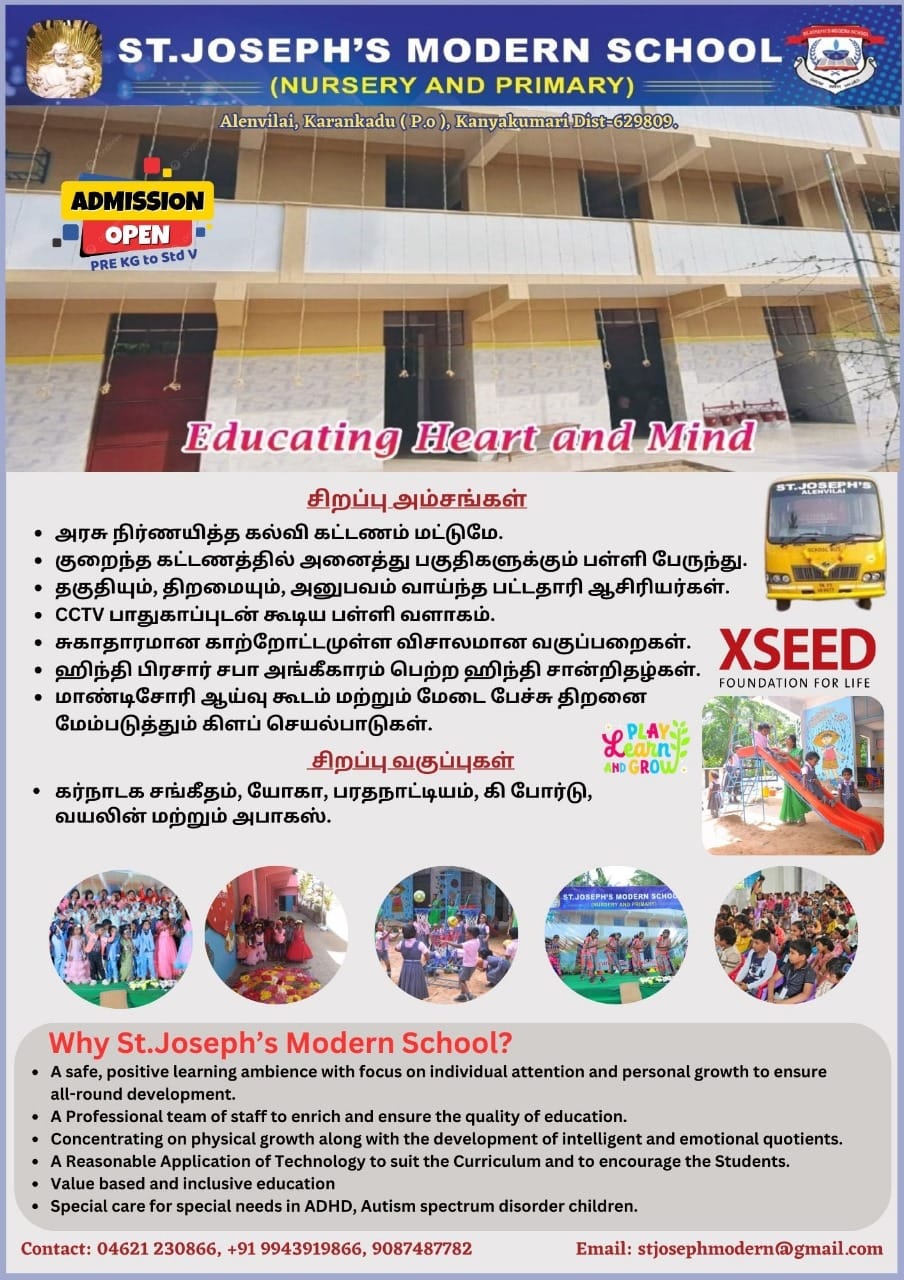 ST.JOSEPH'S MODERN SCHOOL
(NURSERY AND PRIMARY)
Alenvilai, Karankadu ( P.o ), Kanyakumari Dist-629809.
ADMISSION
OPEN
PRE KG to Std V
Educating Heart and Mind
சிறப்பு அம்சங்கள்
• அரசு நிர்ணயித்த கல்வி கட்டணம் மட்டுமே.
• குறைந்த கட்டணத்தில் அனைத்து பகுதிகளுக்கும் பள்ளி பேருந்து.
• தகுதியும், திறமையும், அனுபவம் வாய்ந்த பட்டதாரி ஆசிரியர்கள்.
• CCTV பாதுகாப்புடன் கூடிய பள்ளி வளாகம்.
• சுகாதாரமான காற்றோட்டமுள்ள விசாலமான வகுப்பறைகள்.
• ஹிந்தி பிரசார் சபா அங்கீகாரம் பெற்ற ஹிந்தி சான்றிதழ்கள்.
• மாண்டிசோரி ஆய்வு கூடம் மற்றும் மேடை பேச்சு திறனை
மேம்படுத்தும் கிளப் செயல்பாடுகள்.
ST.JOSEPH'S
ALENVILAI
SCHOOL BUS
XSEED
FOUNDATION FOR LIFE
PLAY
Learn
AND GROW
சிறப்பு வகுப்புகள்
• கர்நாடக சங்கீதம், யோகா, பரதநாட்டியம், கி போர்டு,
வயலின் மற்றும் அபாகஸ்.
ST.JOSEPH'S MODERN SCHOOL
(NURSERY AND PRIMARY)
Why St.Joseph's Modern School?
• A safe, positive learning ambience with focus on individual attention and personal growth to ensure
all-round development.
• A Professional team of staff to enrich and ensure the quality of education.
• Concentrating on physical growth along with the development of intelligent and emotional quotients.
• A Reasonable Application of Technology to suit the Curriculum and to encourage the Students.
• Value based and inclusive education
• Special care for special needs in ADHD, Autism spectrum disorder children.
Contact: 04621 230866, +91 9943919866, 9087487782
Email: stjosephmodern@gmail.com